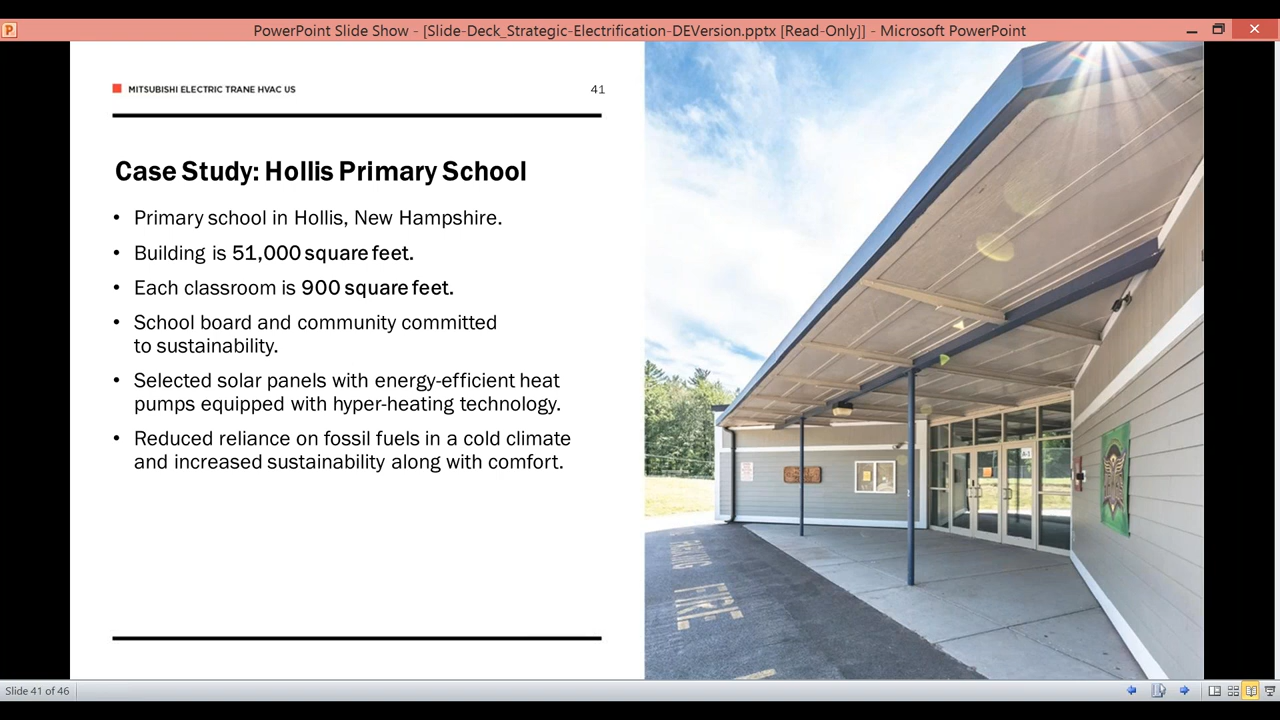 PowerPoint Slide Show - [Slide-Deck_Strategic-Electrification-DEVersion.pptx [Read-Only]] - Microsoft PowerPoint
MITSUBISHI ELECTRIC TRANE HVAC US
41
Case Study: Hollis Primary School
• Primary school in Hollis, New Hampshire.
• Building is 51,000 square feet.
• Each classroom is 900 square feet.
• School board and community committed
to sustainability.
• Selected solar panels with energy-efficient heat
pumps equipped with hyper-heating technology.
• Reduced reliance on fossil fuels in a cold climate
and increased sustainability along with comfort.
A-1
FIRE
Slide 41 of 46